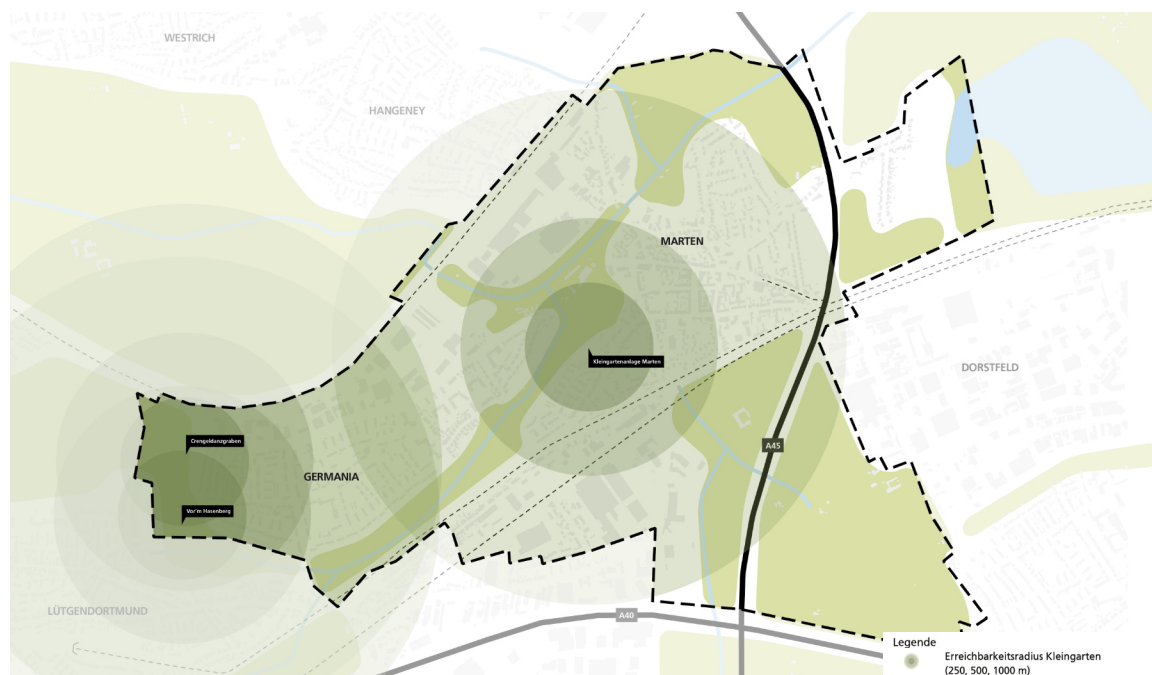 WESTRICH
HANGENEY
MARTEN
Kleingartenanlage Marten
DORSTFELD
Crengeldanzgraben
A45
GERMANIA
Vor'm Hasenberg
LÜTGENDORTMUND
A40
Legende
Erreichbarkeitsradius Kleingarten
(250, 500, 1000 m)